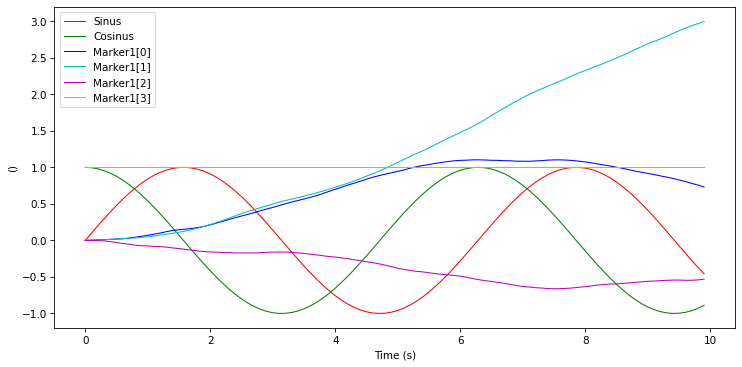 Sinus
Cosinus
Marker1[0]
Marker1[1]
Marker1[2]
Marker1[3]
3.0
2.5
2.0
1.5
1.0
0.5
0.0
−0.5
−1.0
()
0 2 4 6 8 10
Time (s)